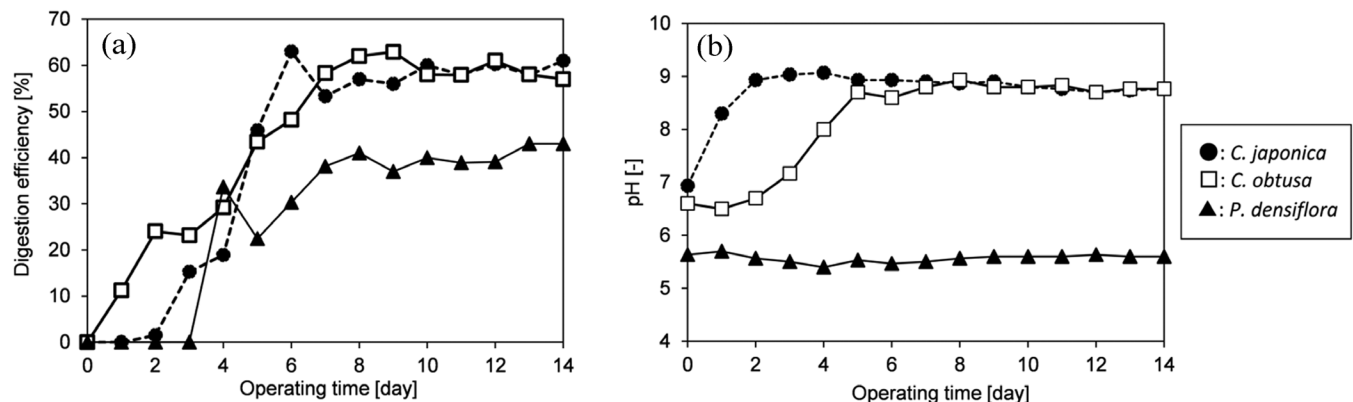 (a)
Digestion efficiency [%]
70
60
50
40
30
20
10
0
0 2 4 6 8 10 12 14
Operating time [day]
(b)
pH [-]
10
9
8
7
6
5
4
0 2 4 6 8 10 12 14
Operating time [day]
: C. japonica
: C. obtusa
: P. densiflora